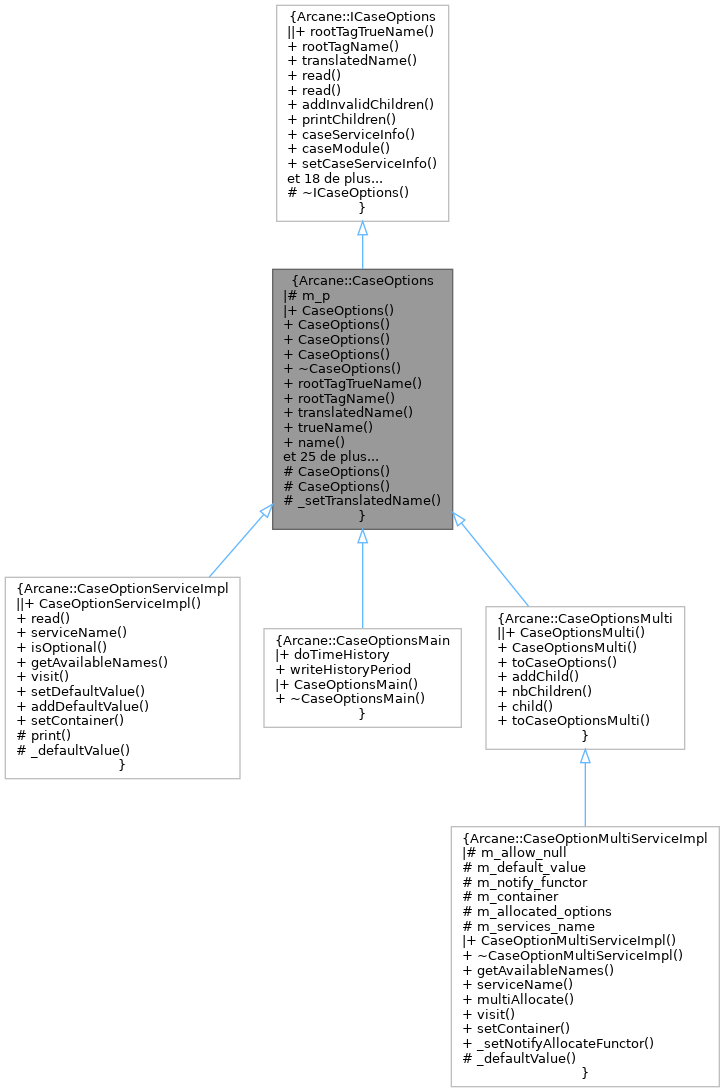 {Arcane::ICaseOptions
||+ rootTagTrueName()
+ rootTagName()
+ translatedName()
+ read()
+ read()
+ addInvalidChildren()
+ printChildren()
+ caseServiceInfo()
+ caseModule()
+ setCaseServiceInfo()
et 18 de plus...
# ~ICaseOptions()
}
{Arcane::CaseOptions
|# m_p
|+ CaseOptions()
+ CaseOptions()
+ CaseOptions()
+ CaseOptions()
+ ~CaseOptions()
+ rootTagTrueName()
+ rootTagName()
+ translatedName()
+ trueName()
+ name()
et 25 de plus...
# CaseOptions()
# CaseOptions()
# _setTranslatedName()
}
{Arcane::CaseOptionServiceImpl
||+ CaseOptionServiceImpl()
+ read()
+ serviceName()
+ isOptional()
+ getAvailableNames()
+ visit()
+ setDefaultValue()
+ addDefaultValue()
+ setContainer()
# print()
# _defaultValue()
}
{Arcane::CaseOptionsMain
|+ doTimeHistory
+ writeHistoryPeriod
|+ CaseOptionsMain()
+ ~CaseOptionsMain()
}
{Arcane::CaseOptionsMulti
||+ CaseOptionsMulti()
+ CaseOptionsMulti()
+ toCaseOptions()
+ addChild()
+ nbChildren()
+ child()
+ toCaseOptionsMulti()
}
{Arcane::CaseOptionMultiServiceImpl
|# m_allow_null
# m_default_value
# m_notify_functor
# m_container
# m_allocated_options
# m_services_name
|+ CaseOptionMultiServiceImpl()
+ ~CaseOptionMultiServiceImpl()
+ getAvailableNames()
+ serviceName()
+ multiAllocate()
+ visit()
+ setContainer()
+ _setNotifyAllocateFunctor()
# _defaultValue()
}